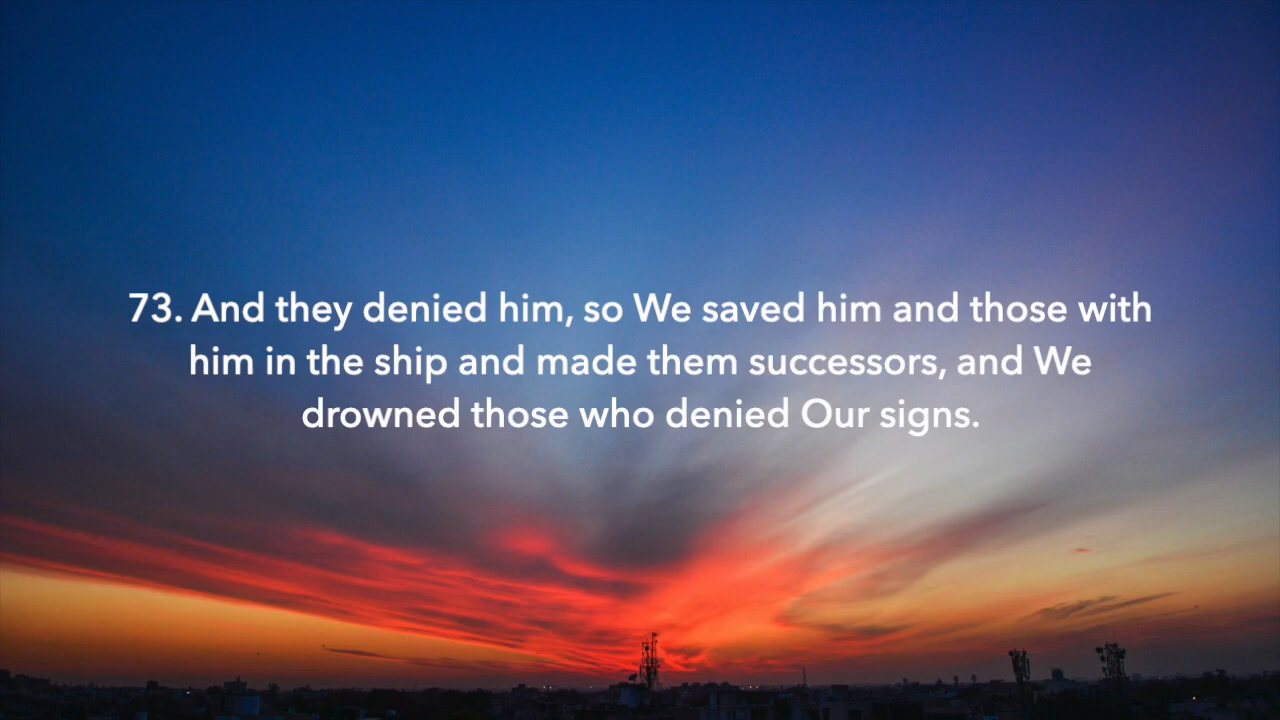 73. And they denied him, so We saved him and those with
him in the ship and made them successors, and We
drowned those who denied Our signs.